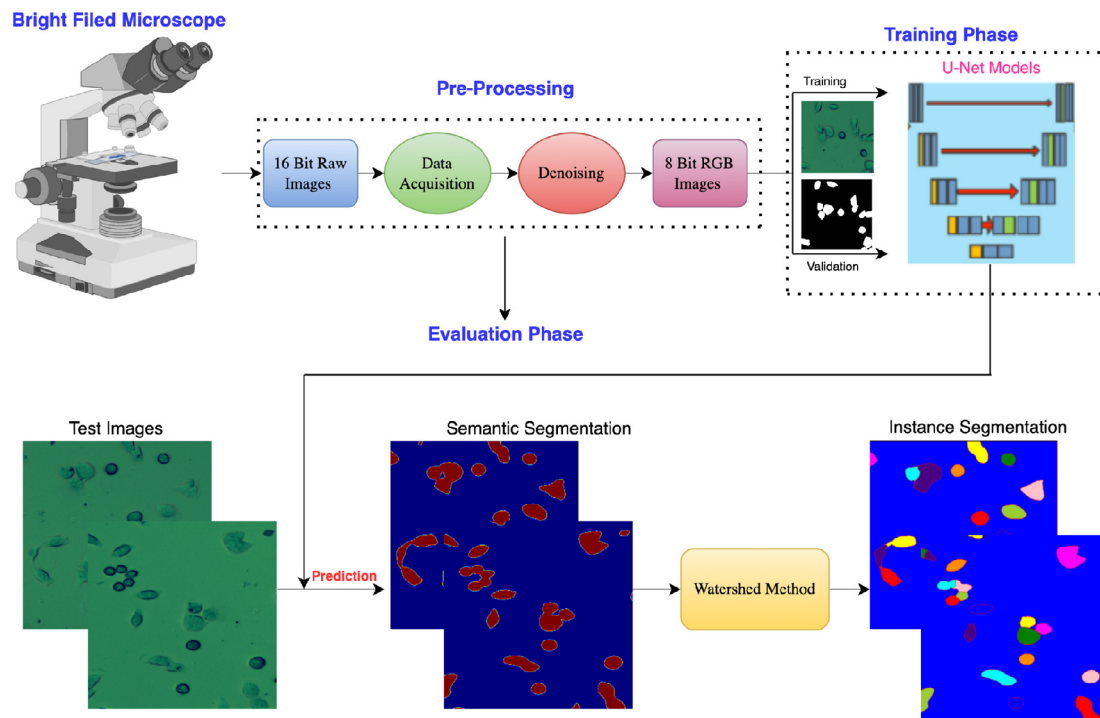 Bright Filed Microscope
Training Phase
U-Net Models
Pre-Processing
Training
16 Bit Raw
Images
Data
Acquisition
Denoising
8 Bit RGB
Images
Validation
Evaluation Phase
Test Images
Semantic Segmentation
Instance Segmentation
Prediction
Watershed Method